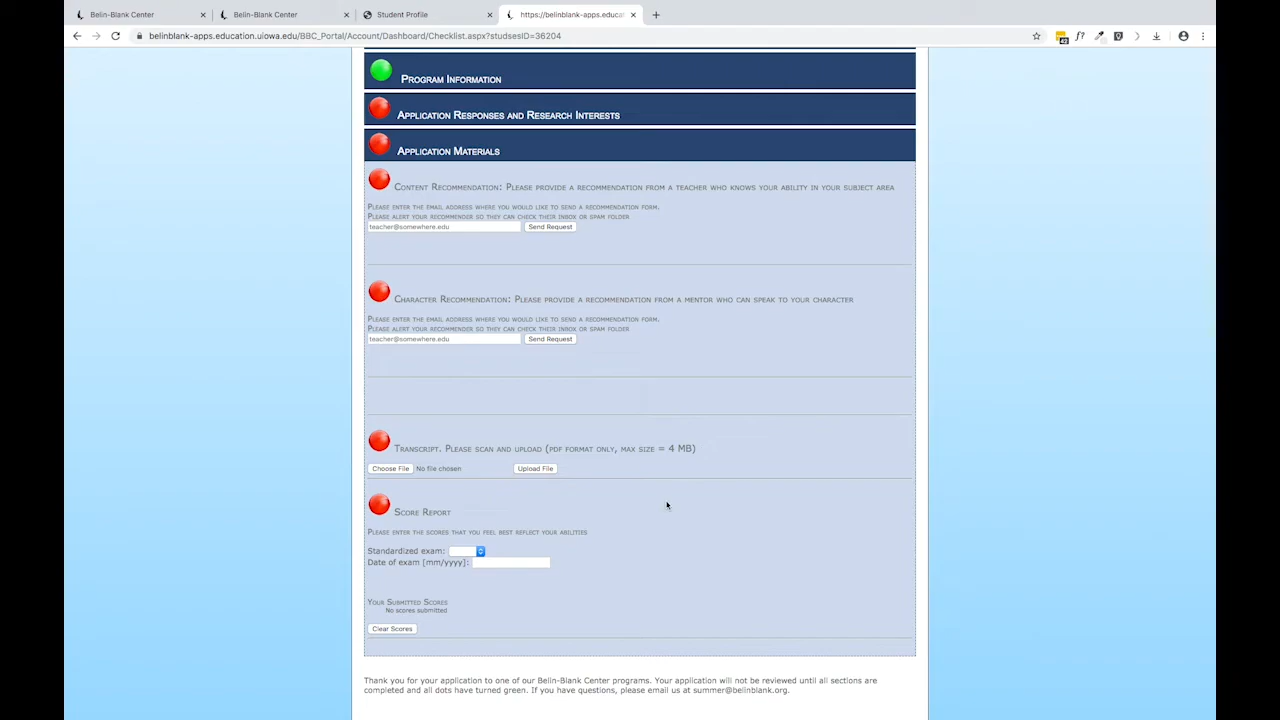 Belin-Blank Center
Belin-Blank Center
Student Profile
https://belinblank-apps.educa
belinblank-apps.education.uiowa.edu/BBC_Portal/Account/Dashboard/Checklist.aspx?studsesID=36204
Program Information
Application Responses and Research Interests
Application Materials
Content Recommendation: Please provide a recommendation from a teacher who knows your ability in your subject area
Please enter the email address where you would like to send a recommendation form.
Please alert your recommender so they can check their inbox or spam folder
teacher@somewhere.edu Send Request
Character Recommendation: Please provide a recommendation from a mentor who can speak to your character
Please enter the email address where you would like to send a recommendation form.
Please alert your recommender so they can check their inbox or spam folder
teacher@somewhere.edu Send Request
Transcript. Please scan and upload (pdf format only, max size = 4 MB)
Choose File No file chosen Upload File
Score Report
Please enter the scores that you feel best reflect your abilities
Standardized exam:
Date of exam [mm/yyyy]:
Your Submitted Scores
No scores submitted
Clear Scores
Thank you for your application to one of our Belin-Blank Center programs. Your application will not be reviewed until all sections are
completed and all dots have turned green. If you have questions, please email us at summer@belinblank.org.